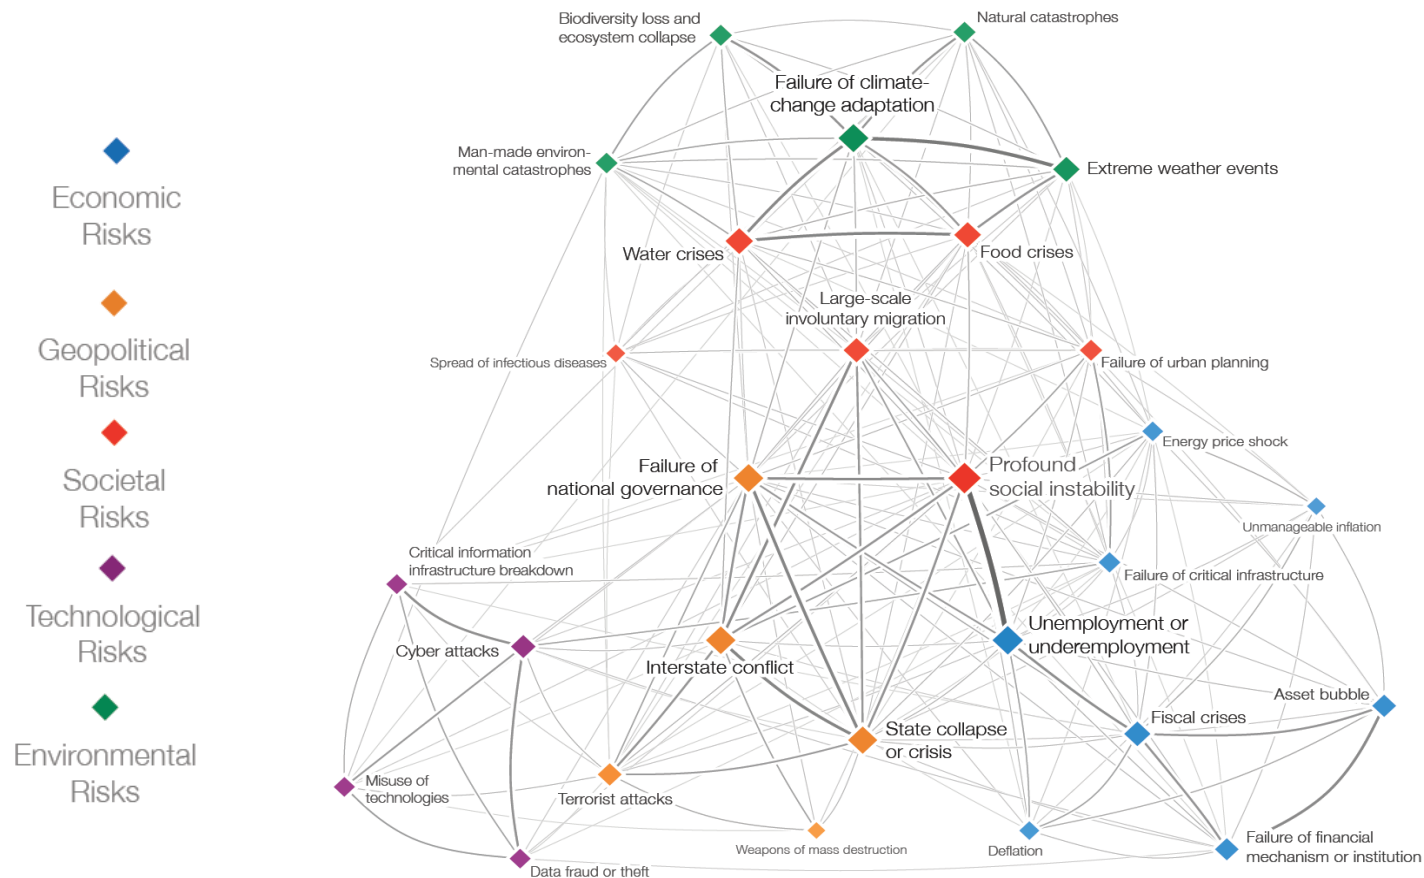 Economic
Risks
Geopolitical
Risks
Societal
Risks
Technological
Risks
Environmental
Risks
Biodiversity loss and
ecosystem collapse
Natural catastrophes
Failure of climate-
change adaptation
Man-made environ-
mental catastrophes
Extreme weather events
Water crises
Food crises
Large-scale
involuntary migration
Spread of infectious diseases
Failure of urban planning
Energy price shock
Failure of
national governance
Profound
social instability
Unmanageable inflation
Critical information
infrastructure breakdown
Failure of critical infrastructure
Cyber attacks
Interstate conflict
Unemployment or
underemployment
Asset bubble
Fiscal crises
State collapse
or crisis
Misuse of
technologies
Terrorist attacks
Weapons of mass destruction
Deflation
Failure of financial
mechanism or institution
Data fraud or theft